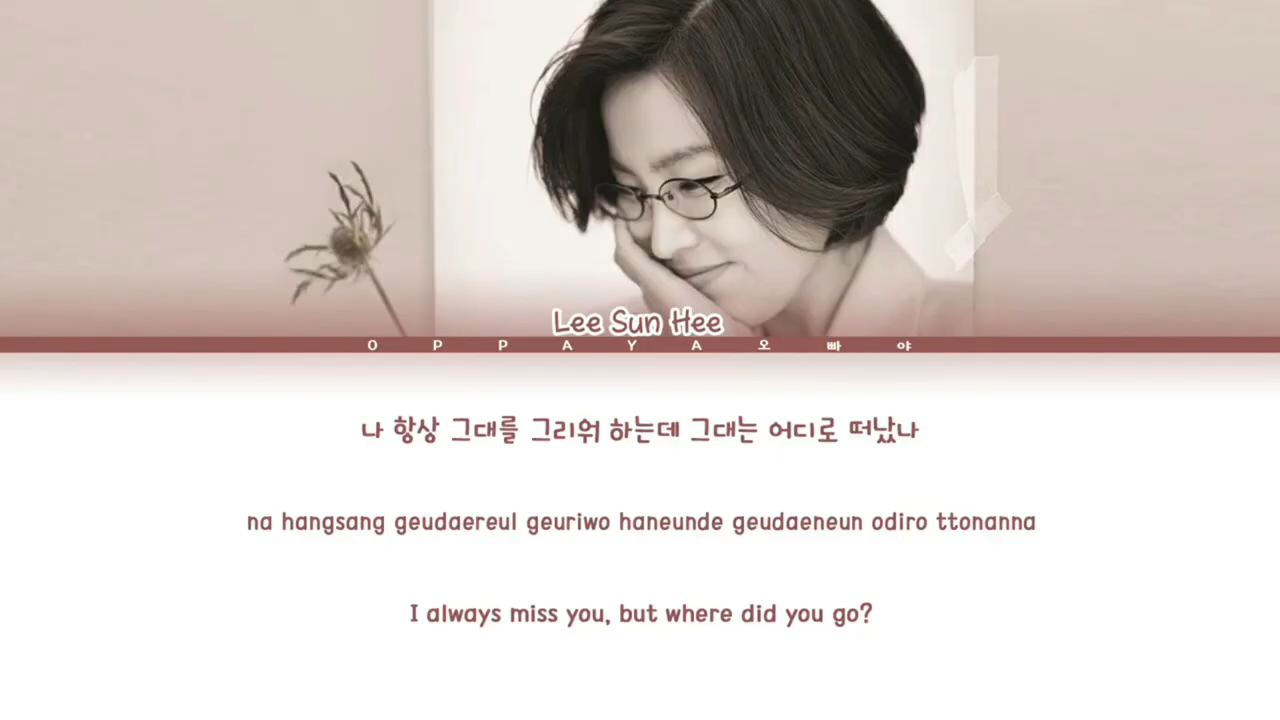 Lee Sun Hee
O P P A Y A 오 빠 야
나 항상 그대를 그리워 하는데 그대는 어디로 떠났나
na hangsang geudaereul geuriwo haneunde geudaeneun odiro ttonanna
I always miss you, but where did you go?